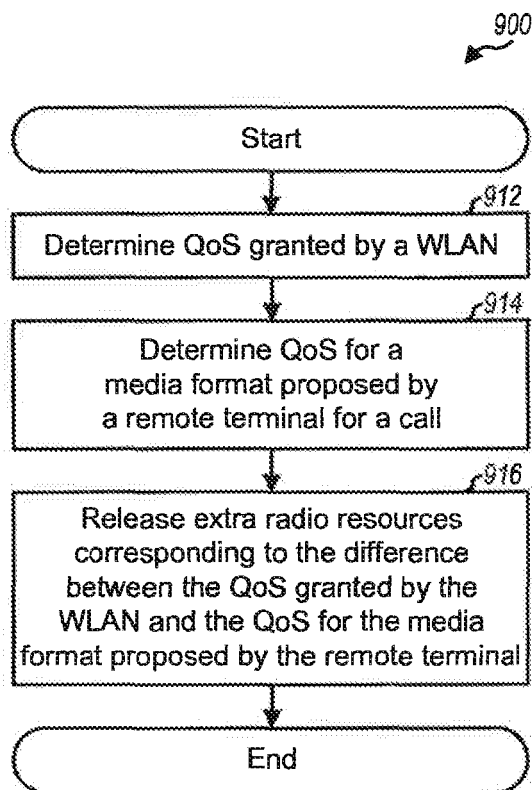 900
Start
912
Determine QoS granted by a WLAN
914
Determine QoS for a
media format proposed by
a remote terminal for a call
916
Release extra radio resources
corresponding to the difference
between the QoS granted by the
WLAN and the QoS for the media
format proposed by the remote terminal
End